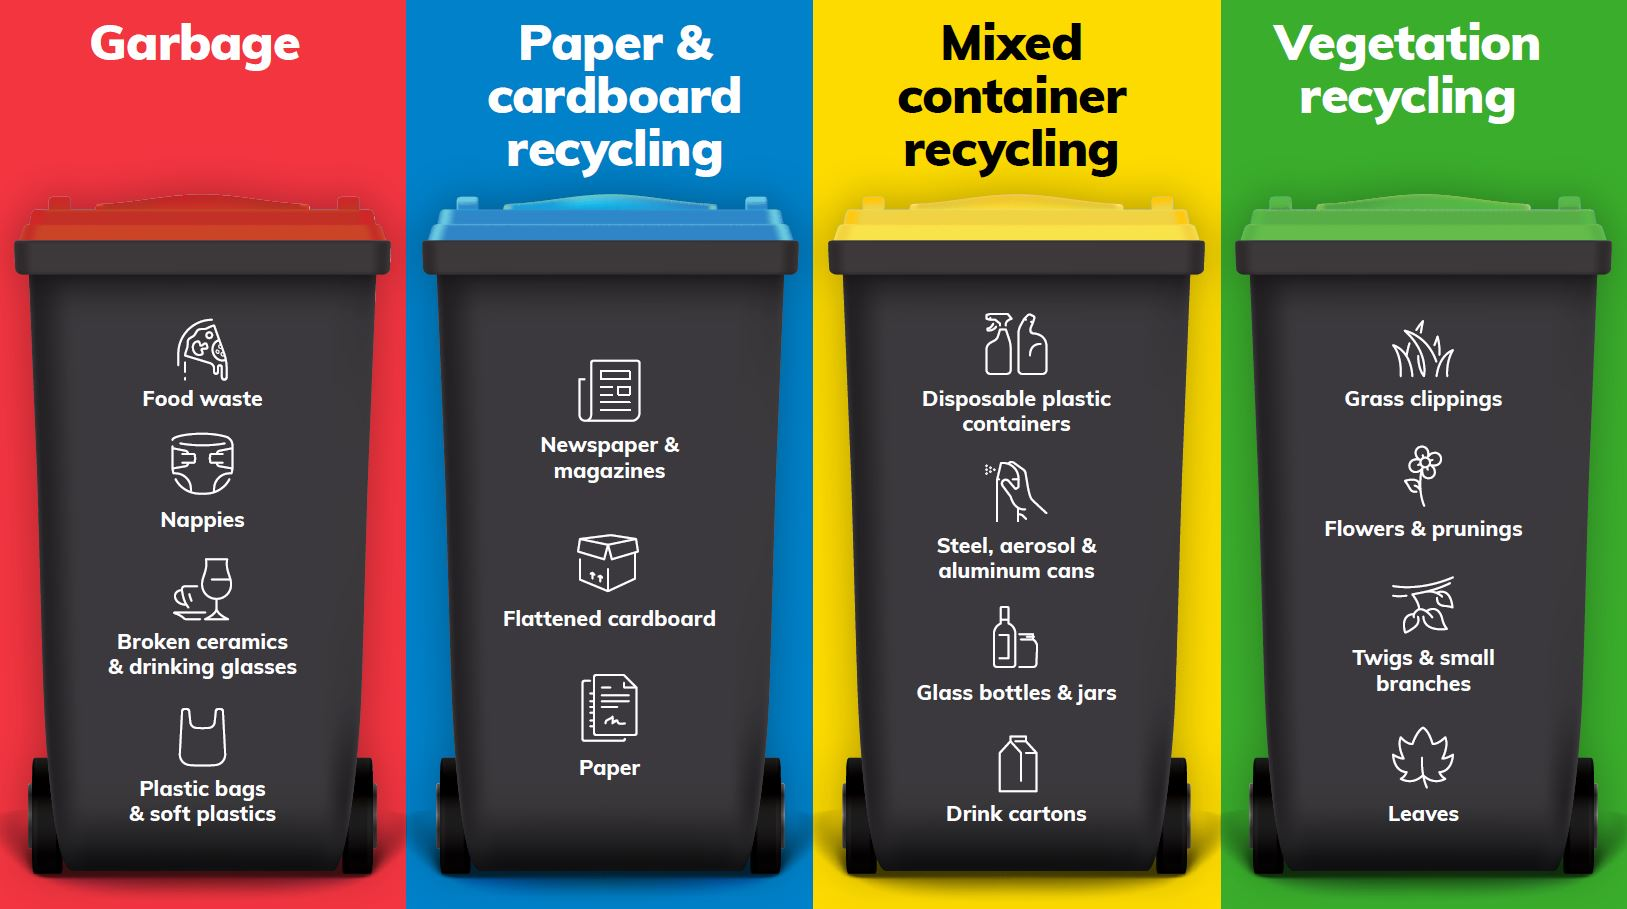 Garbage
Food waste
Nappies
Broken ceramics
& drinking glasses
Plastic bags
& soft plastics
Paper &
cardboard
recycling
Newspaper &
magazines
Flattened cardboard
Paper
Mixed
container
recycling
Disposable plastic
containers
Steel, aerosol &
aluminum cans
Glass bottles & jars
Drink cartons
Vegetation
recycling
Grass clippings
Flowers & prunings
Twigs & small
branches
Leaves